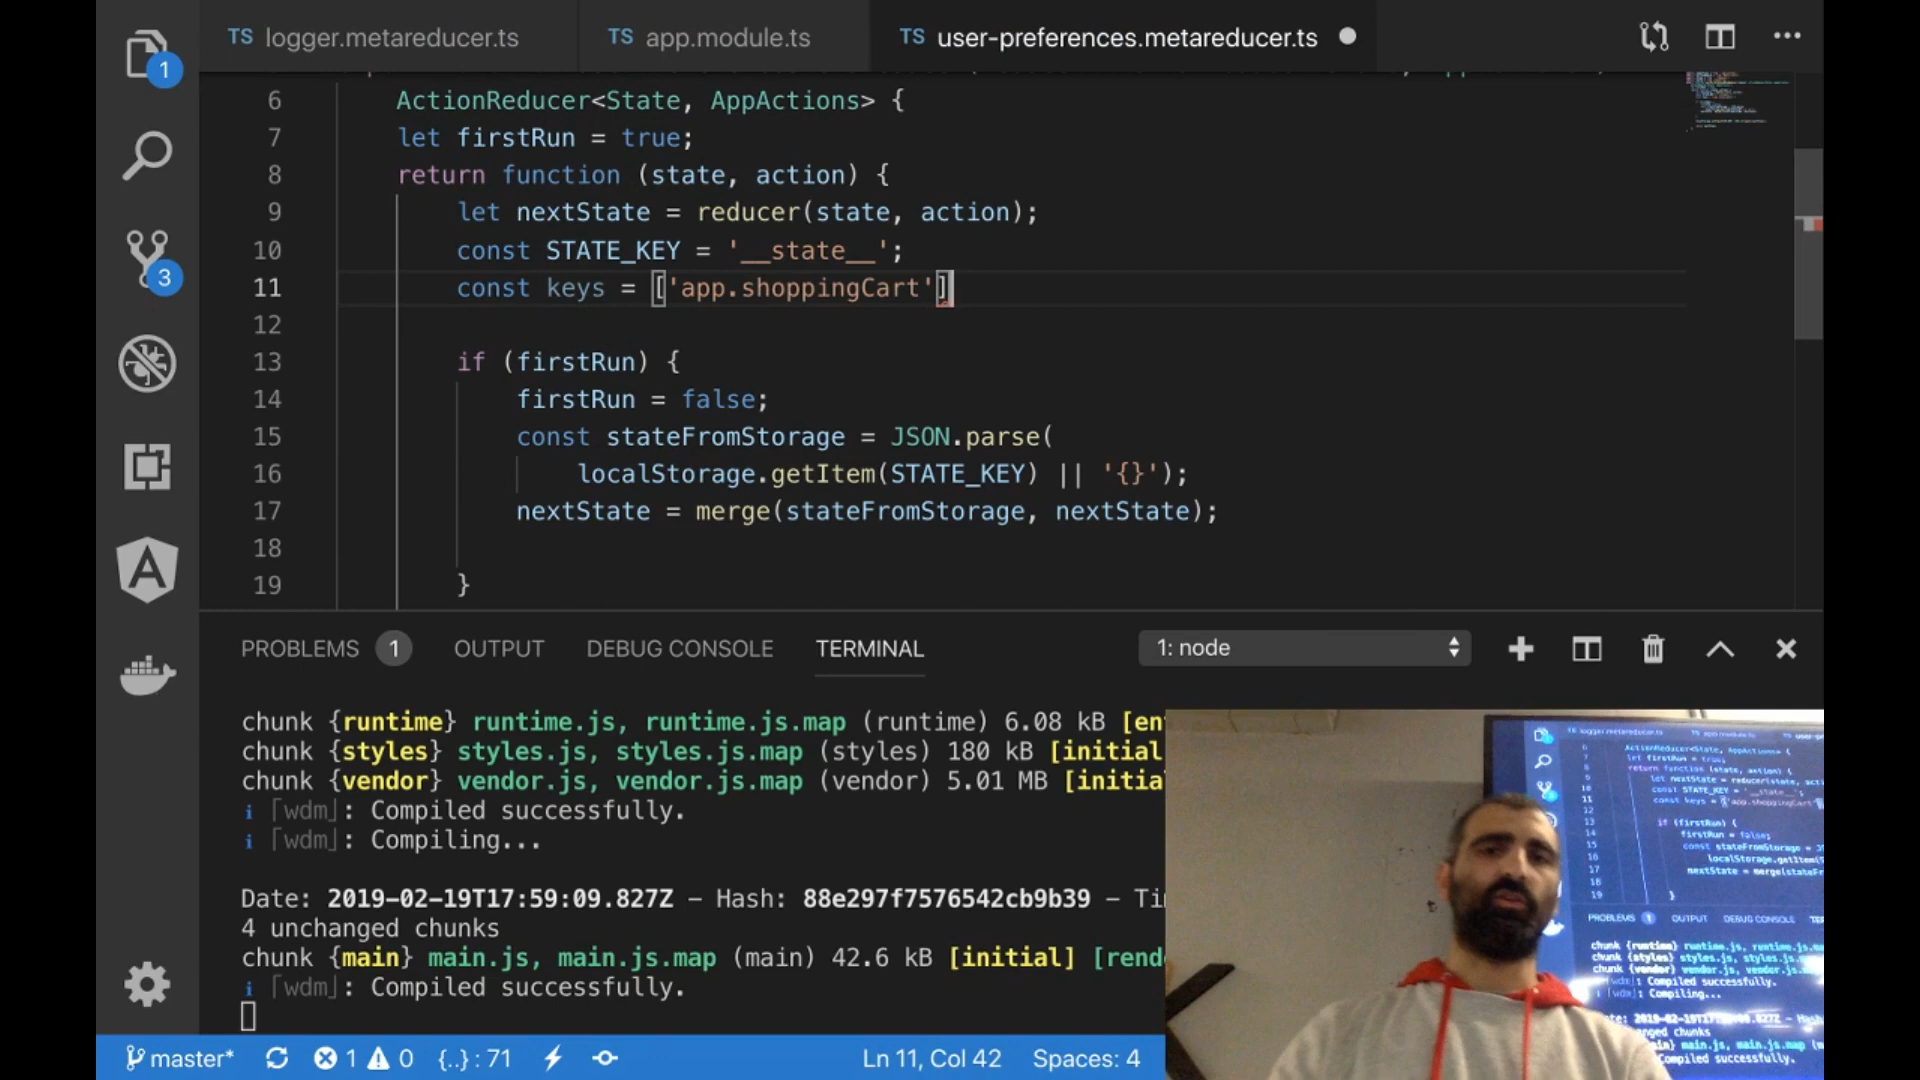 TS logger.metareducer.ts TS app.module.ts TS user-preferences.metareducer.ts
1
6 ActionReducer<State, AppActions> {
7 let firstRun = true;
8 return function (state, action) {
9 let nextState = reducer(state, action);
10 const STATE_KEY = '__state__';
3
11 const keys = ['app.shoppingCart']
12
13 if (firstRun) {
14 firstRun = false;
15 const stateFromStorage = JSON.parse(
16 localStorage.getItem(STATE_KEY) || '{}');
17 nextState = merge(stateFromStorage, nextState);
18
19 }
PROBLEMS 1 OUTPUT DEBUG CONSOLE TERMINAL 1: node
chunk {runtime} runtime.js, runtime.js.map (runtime) 6.08 kB [en
chunk {styles} styles.js, styles.js.map (styles) 180 kB [initial
chunk {vendor} vendor.js, vendor.js.map (vendor) 5.01 MB [initia
i ⌈wdm⌋: Compiled successfully.
i ⌈wdm⌋: Compiling...
Date: 2019-02-19T17:59:09.827Z – Hash: 88e297f7576542cb9b39 – Ti
4 unchanged chunks
chunk {main} main.js, main.js.map (main) 42.6 kB [initial] [rend
i ⌈wdm⌋: Compiled successfully.
master* 1 0 {..} : 71 Ln 11, Col 42 Spaces: 4